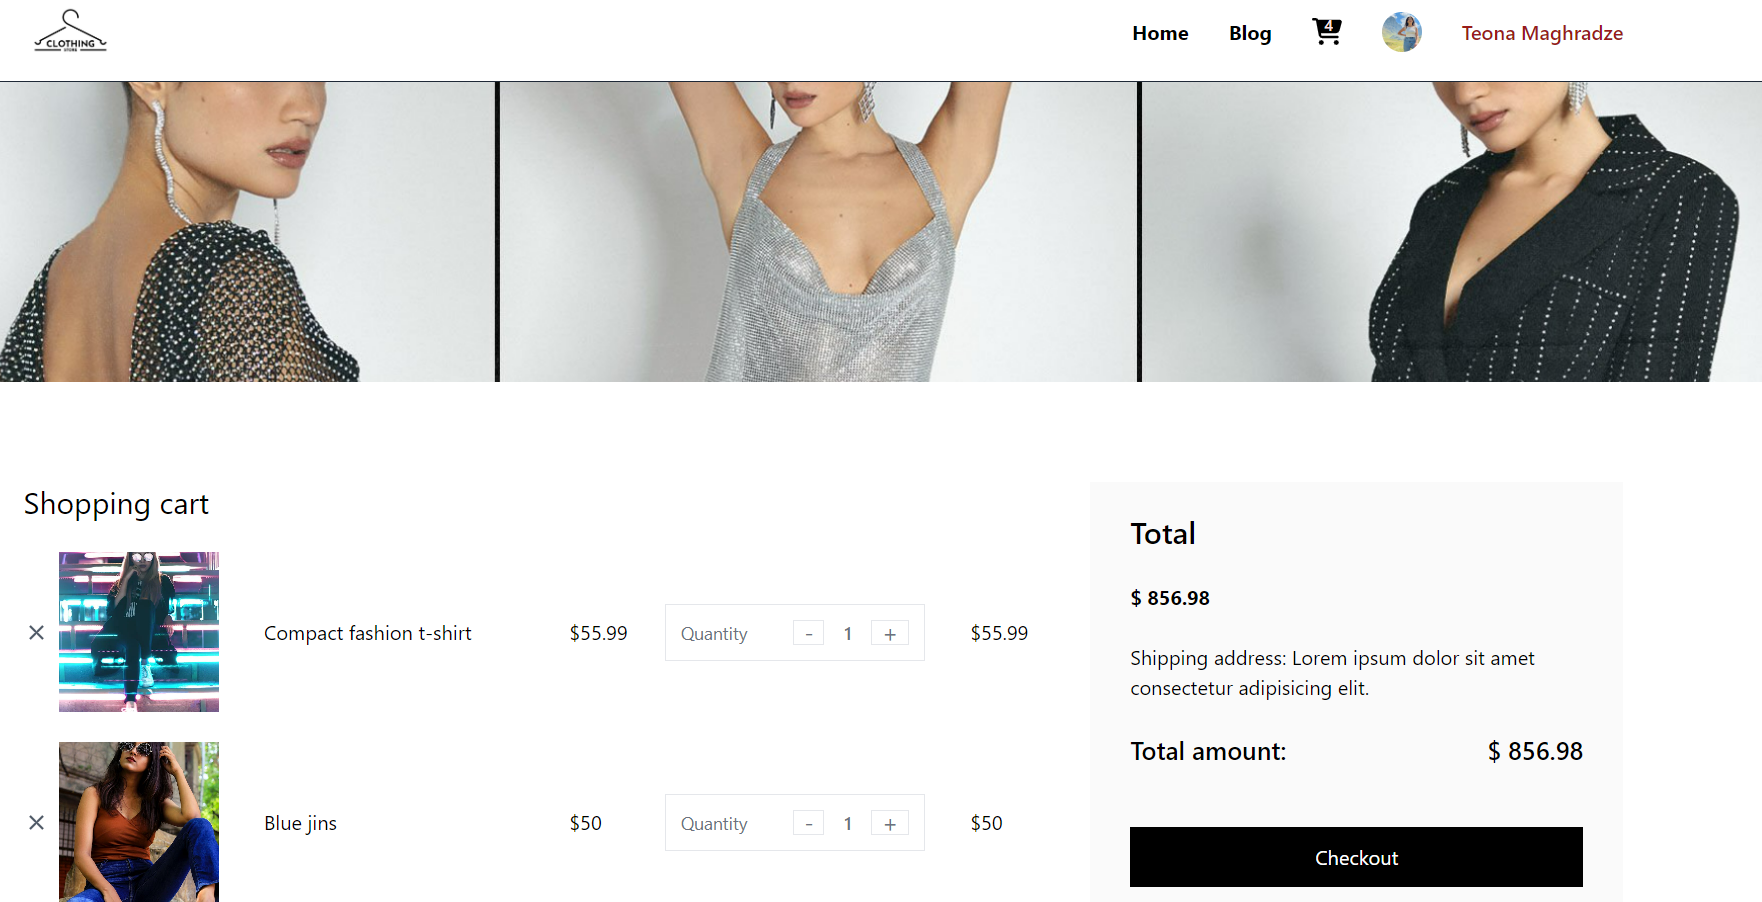 CLOTHING
STORE
Home Blog 4 Teona Maghradze
Shopping cart
Compact fashion t-shirt $55.99 Quantity - 1 + $55.99
Blue jins $50 Quantity - 1 + $50
Total
$ 856.98
Shipping address: Lorem ipsum dolor sit amet
consectetur adipisicing elit.
Total amount: $ 856.98
Checkout